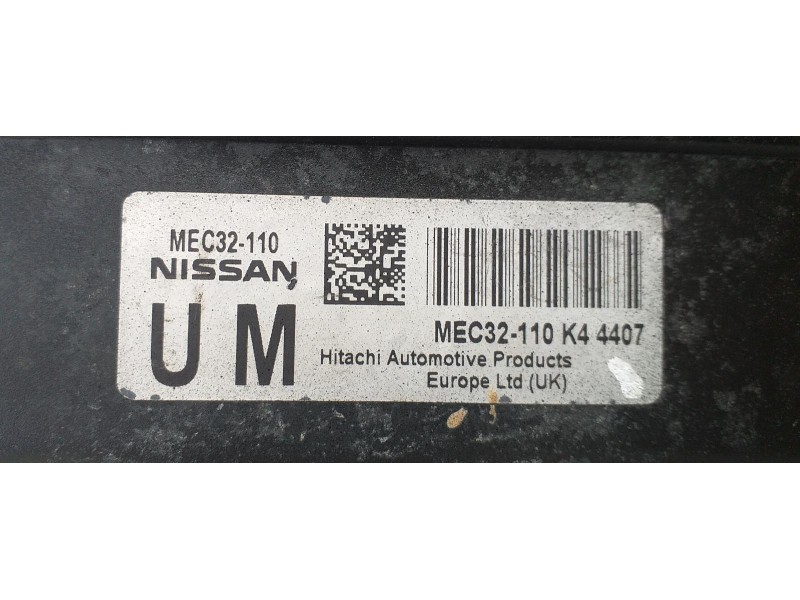 MEC32-110
NISSAN
U M
MEC32-110 K4 4407
Hitachi Automotive Products
Europe Ltd (UK)